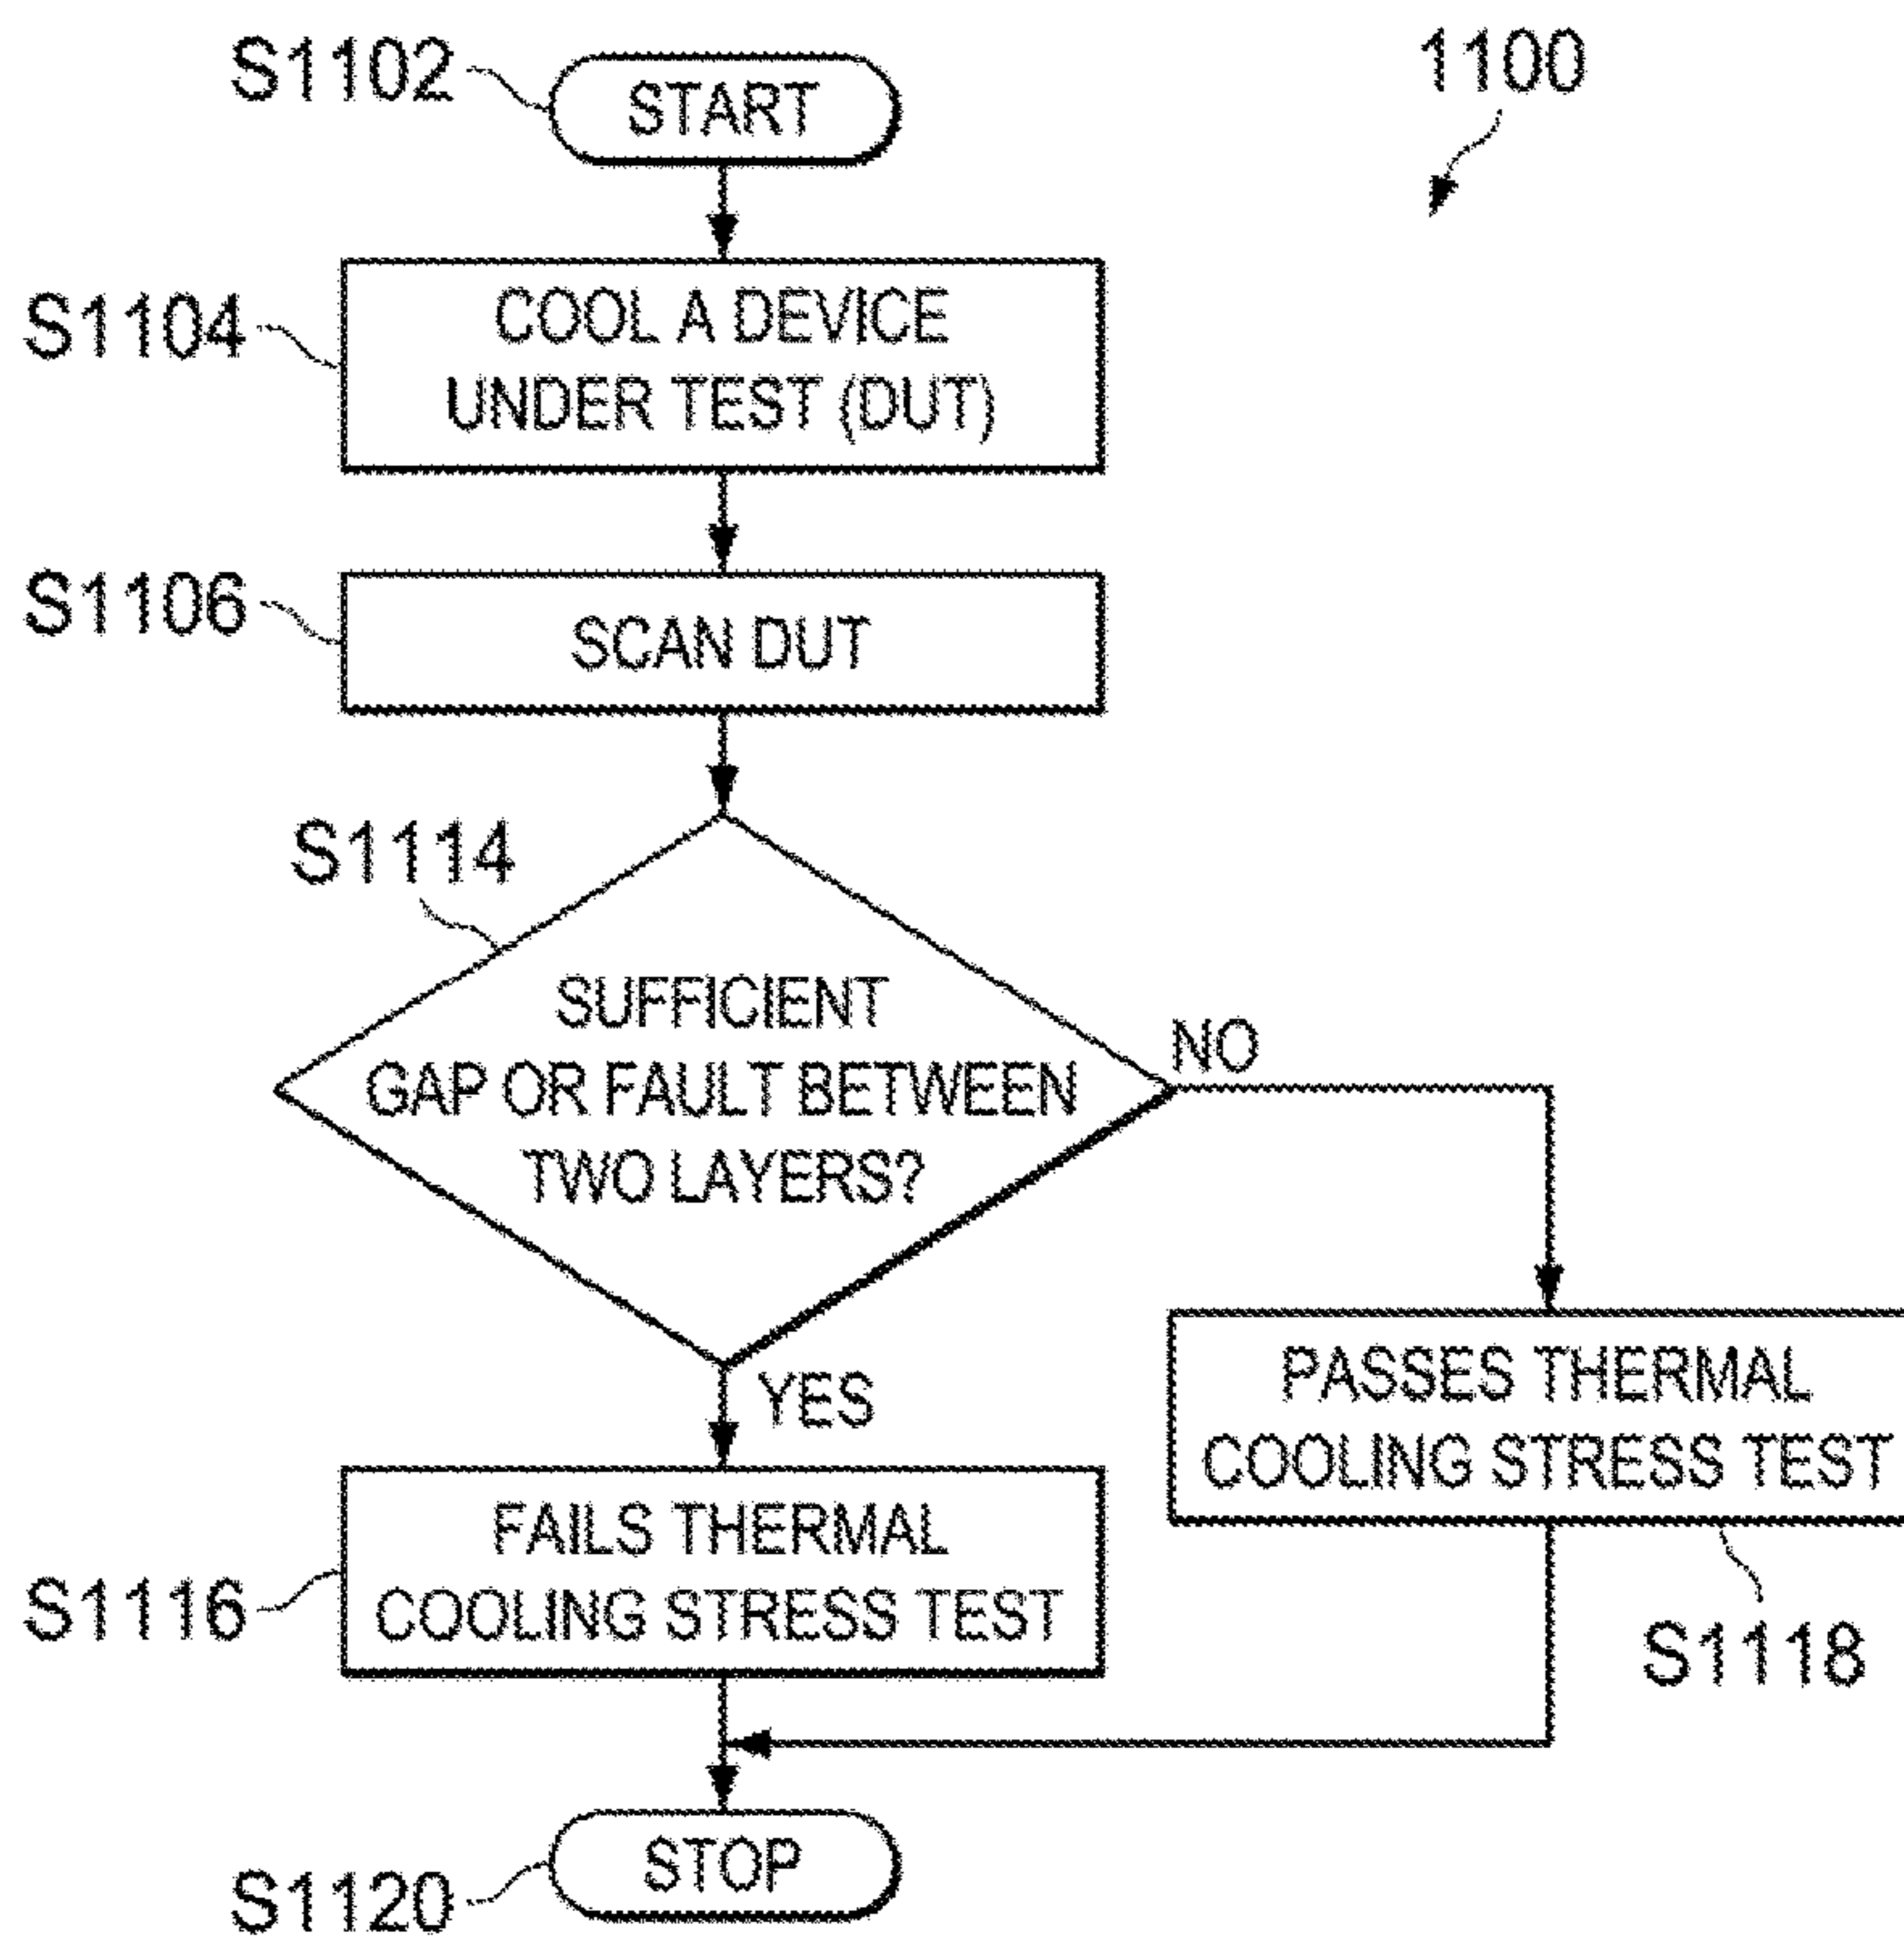 S1102
START
1100
S1104
COOL A DEVICE
UNDER TEST (DUT)
S1106
SCAN DUT
S1114
SUFFICIENT
GAP OR FAULT BETWEEN
TWO LAYERS?
NO
YES
PASSES THERMAL
COOLING STRESS TEST
S1118
FAILS THERMAL
COOLING STRESS TEST
S1116
STOP
S1120